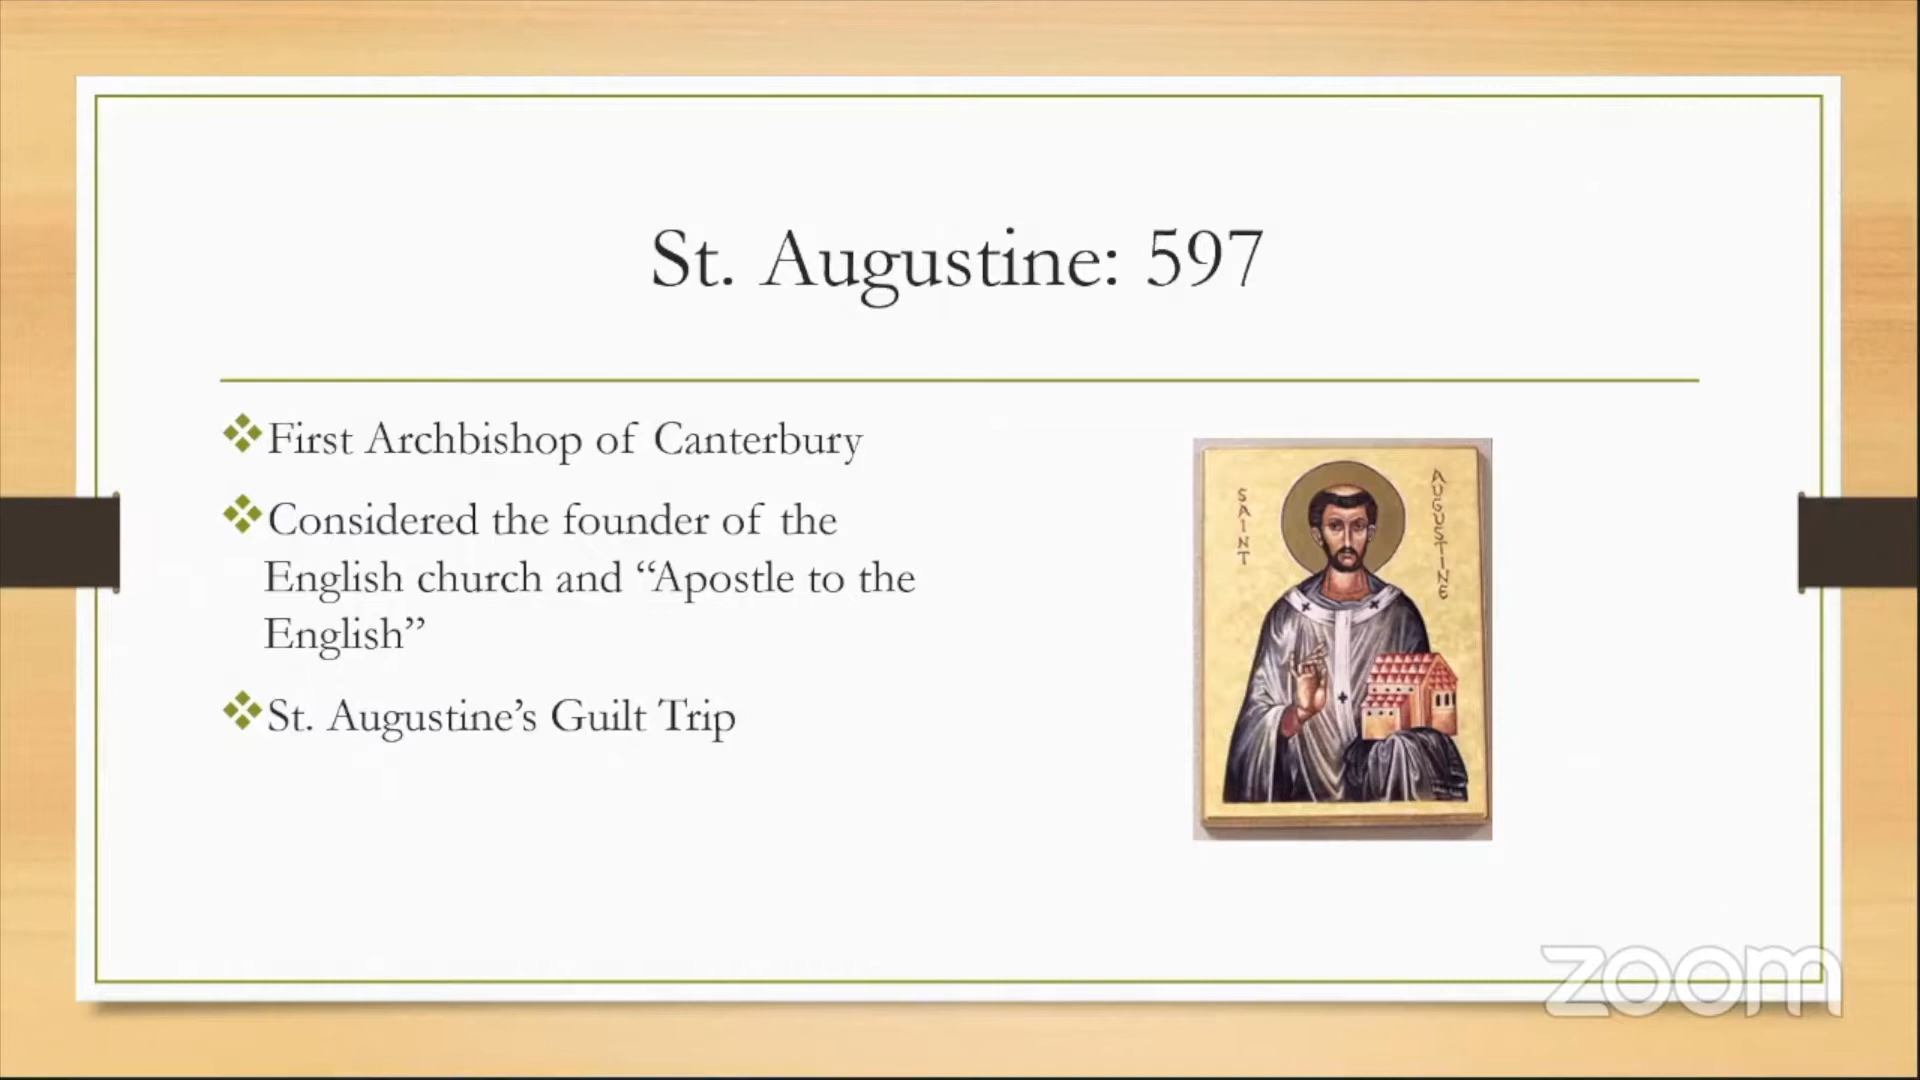 St. Augustine: 597
First Archbishop of Canterbury
Considered the founder of the
English church and “Apostle to the
English”
St. Augustine’s Guilt Trip
SAINT
AUGUSTINE
zoom